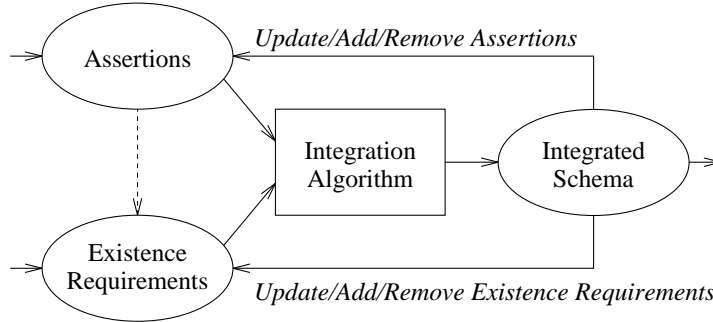 Update/Add/Remove Assertions
Assertions
Integration
Algorithm
Integrated
Schema
Existence
Requirements
Update/Add/Remove Existence Requirements